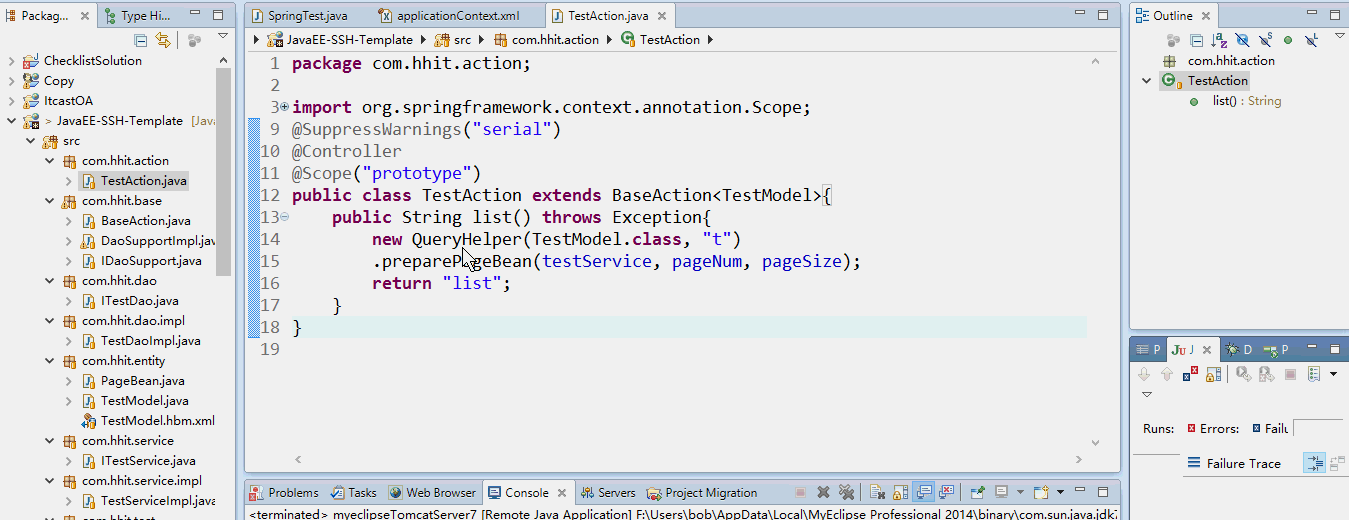 Packag...
Type Hi...
ChecklistSolution
Copy
ItcastOA
> JavaEE-SSH-Template [Java
src
com.hhit.action
TestAction.java
com.hhit.base
BaseAction.java
DaoSupportImpl.java
IDaoSupport.java
com.hhit.dao
ITestDao.java
com.hhit.dao.impl
TestDaoImpl.java
com.hhit.entity
PageBean.java
TestModel.java
TestModel.hbm.xml
com.hhit.service
ITestService.java
com.hhit.service.impl
TestServiceImpl.java
com.hhit.test
SpringTest.java
applicationContext.xml
TestAction.java
JavaEE-SSH-Template
src
com.hhit.action
TestAction
1 package com.hhit.action;
2
3 import org.springframework.context.annotation.Scope;
9 @SuppressWarnings("serial")
10 @Controller
11 @Scope("prototype")
12 public class TestAction extends BaseAction<TestModel>{
13 public String list() throws Exception{
14 new QueryHelper(TestModel.class, "t")
15 .preparePageBean(testService, pageNum, pageSize);
16 return "list";
17 }
18 }
19
Problems
Tasks
Web Browser
Console
Servers
Project Migration
<terminated> myeclipseTomcatServer7 [Remote Java Application] F:\Users\bob\AppData\Local\MyEclipse Professional 2014\binary\com.sun.java.jdk7
Outline
com.hhit.action
TestAction
list() : String
P
Ju J
D
P
Runs:
Errors:
Failu
Failure Trace